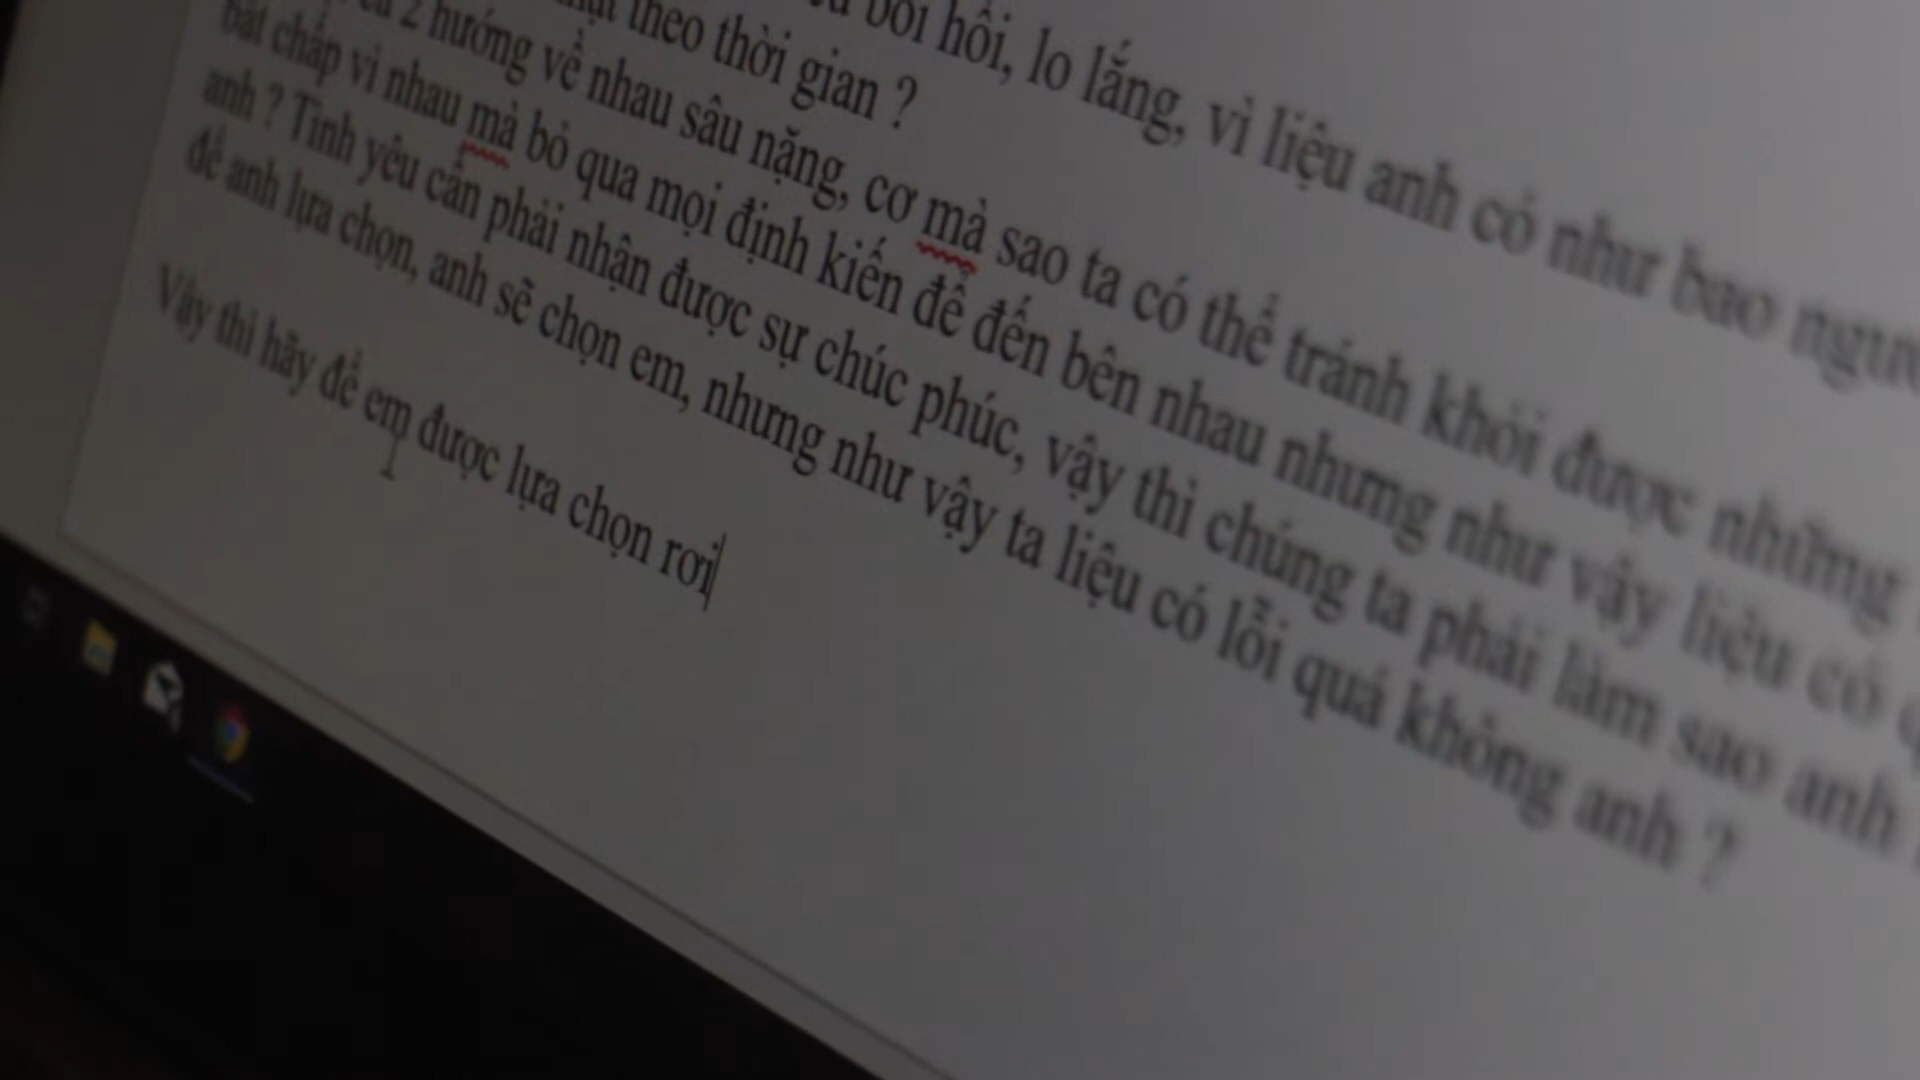 bồi hồi, lo lắng, vì liệu anh có như bao
theo thời gian ?
cả 2 hướng về nhau sâu nặng, cơ mà sao ta có thể tránh khỏi được những
bất chấp vì nhau mà bỏ qua mọi định kiến để đến bên nhau nhưng như vậy liệu có
anh ? Tình yêu cần phải nhận được sự chúc phúc, vậy thì chúng ta phải làm sao anh
để anh lựa chọn, anh sẽ chọn em, nhưng như vậy ta liệu có lỗi quá không anh ?
Vậy thì hãy để em được lựa chọn rơi